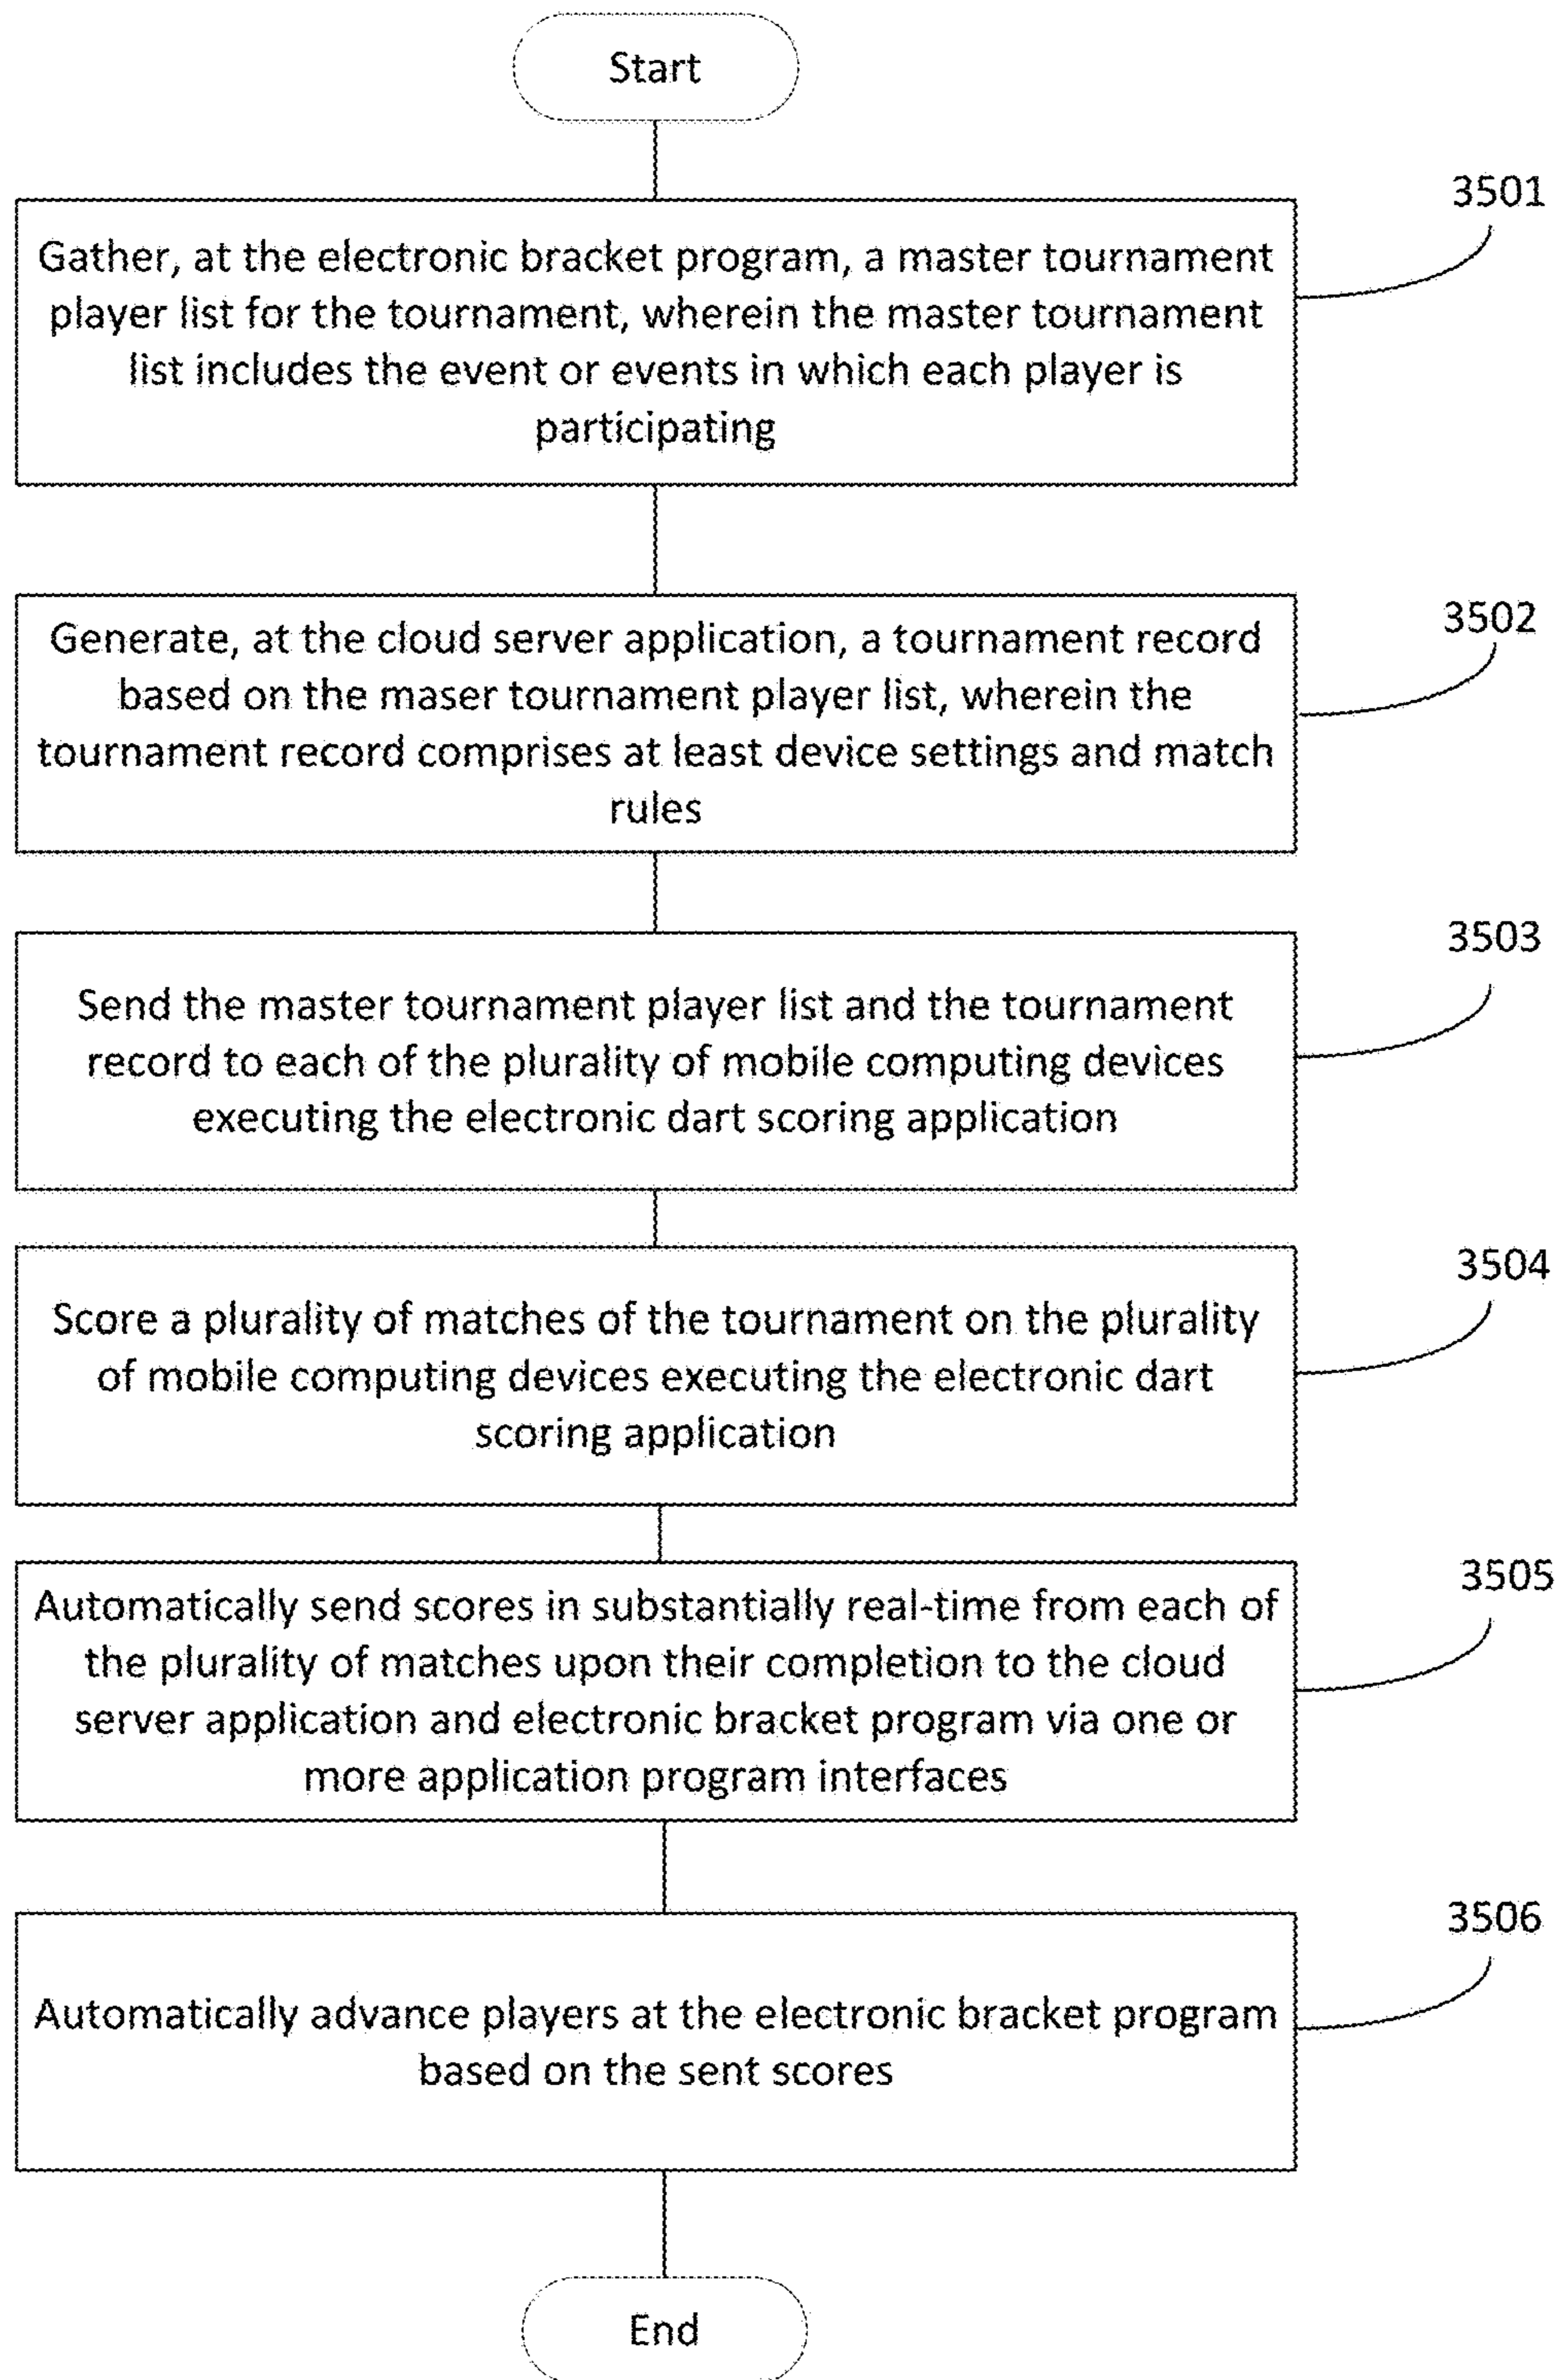 Start
3501
Gather, at the electronic bracket program, a master tournament
player list for the tournament, wherein the master tournament
list includes the event or events in which each player is
participating
3502
Generate, at the cloud server application, a tournament record
based on the maser tournament player list, wherein the
tournament record comprises at least device settings and match
rules
3503
Send the master tournament player list and the tournament
record to each of the plurality of mobile computing devices
executing the electronic dart scoring application
3504
Score a plurality of matches of the tournament on the plurality
of mobile computing devices executing the electronic dart
scoring application
3505
Automatically send scores in substantially real-time from each of
the plurality of matches upon their completion to the cloud
server application and electronic bracket program via one or
more application program interfaces
3506
Automatically advance players at the electronic bracket program
based on the sent scores
End